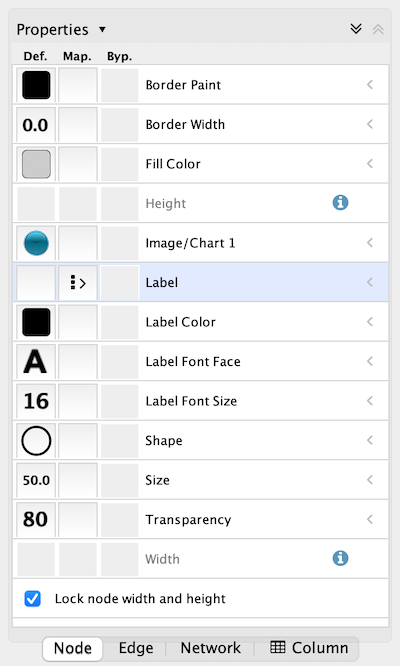 Properties
Def. Map. Byp.
Border Paint
0.0 Border Width
Fill Color
Height
Image/Chart 1
Label
Label Color
A Label Font Face
16 Label Font Size
Shape
50.0 Size
80 Transparency
Width
Lock node width and height
Node Edge Network Column